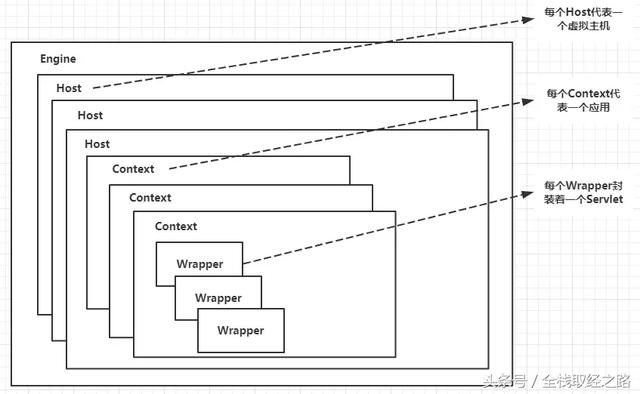 每个Host代表一
个虚拟主机
Engine
Host
每个Context代
表一个应用
Host
Host
Context
Context
每个Wrapper封
装着一个Servlet
Context
Wrapper
Wrapper
Wrapper
头条号 / 全栈取经之路